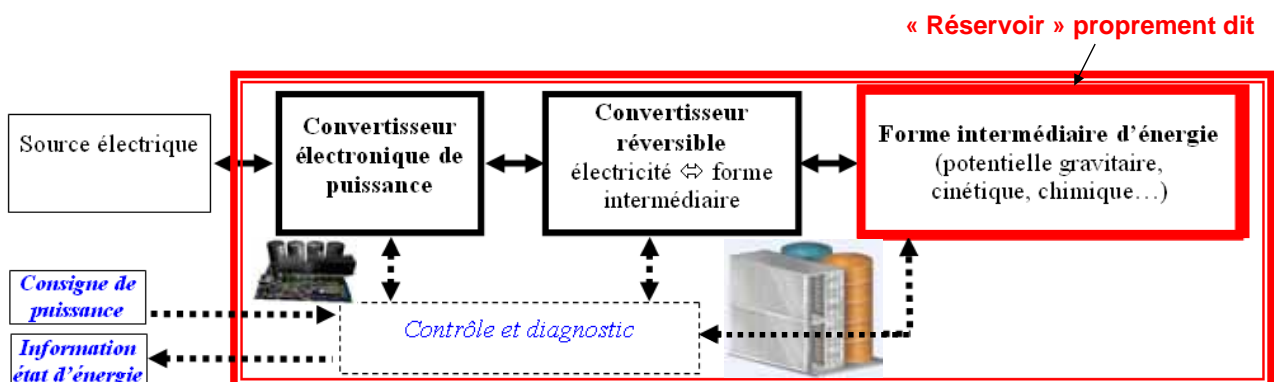 « Réservoir » proprement dit
Source électrique
Convertisseur
électronique de
puissance
Convertisseur
réversible
électricité ⇔ forme
intermédiaire
Forme intermédiaire d'énergie
(potentielle gravitaire,
cinétique, chimique…)
Consigne de
puissance
Contrôle et diagnostic
Information
état d'énergie